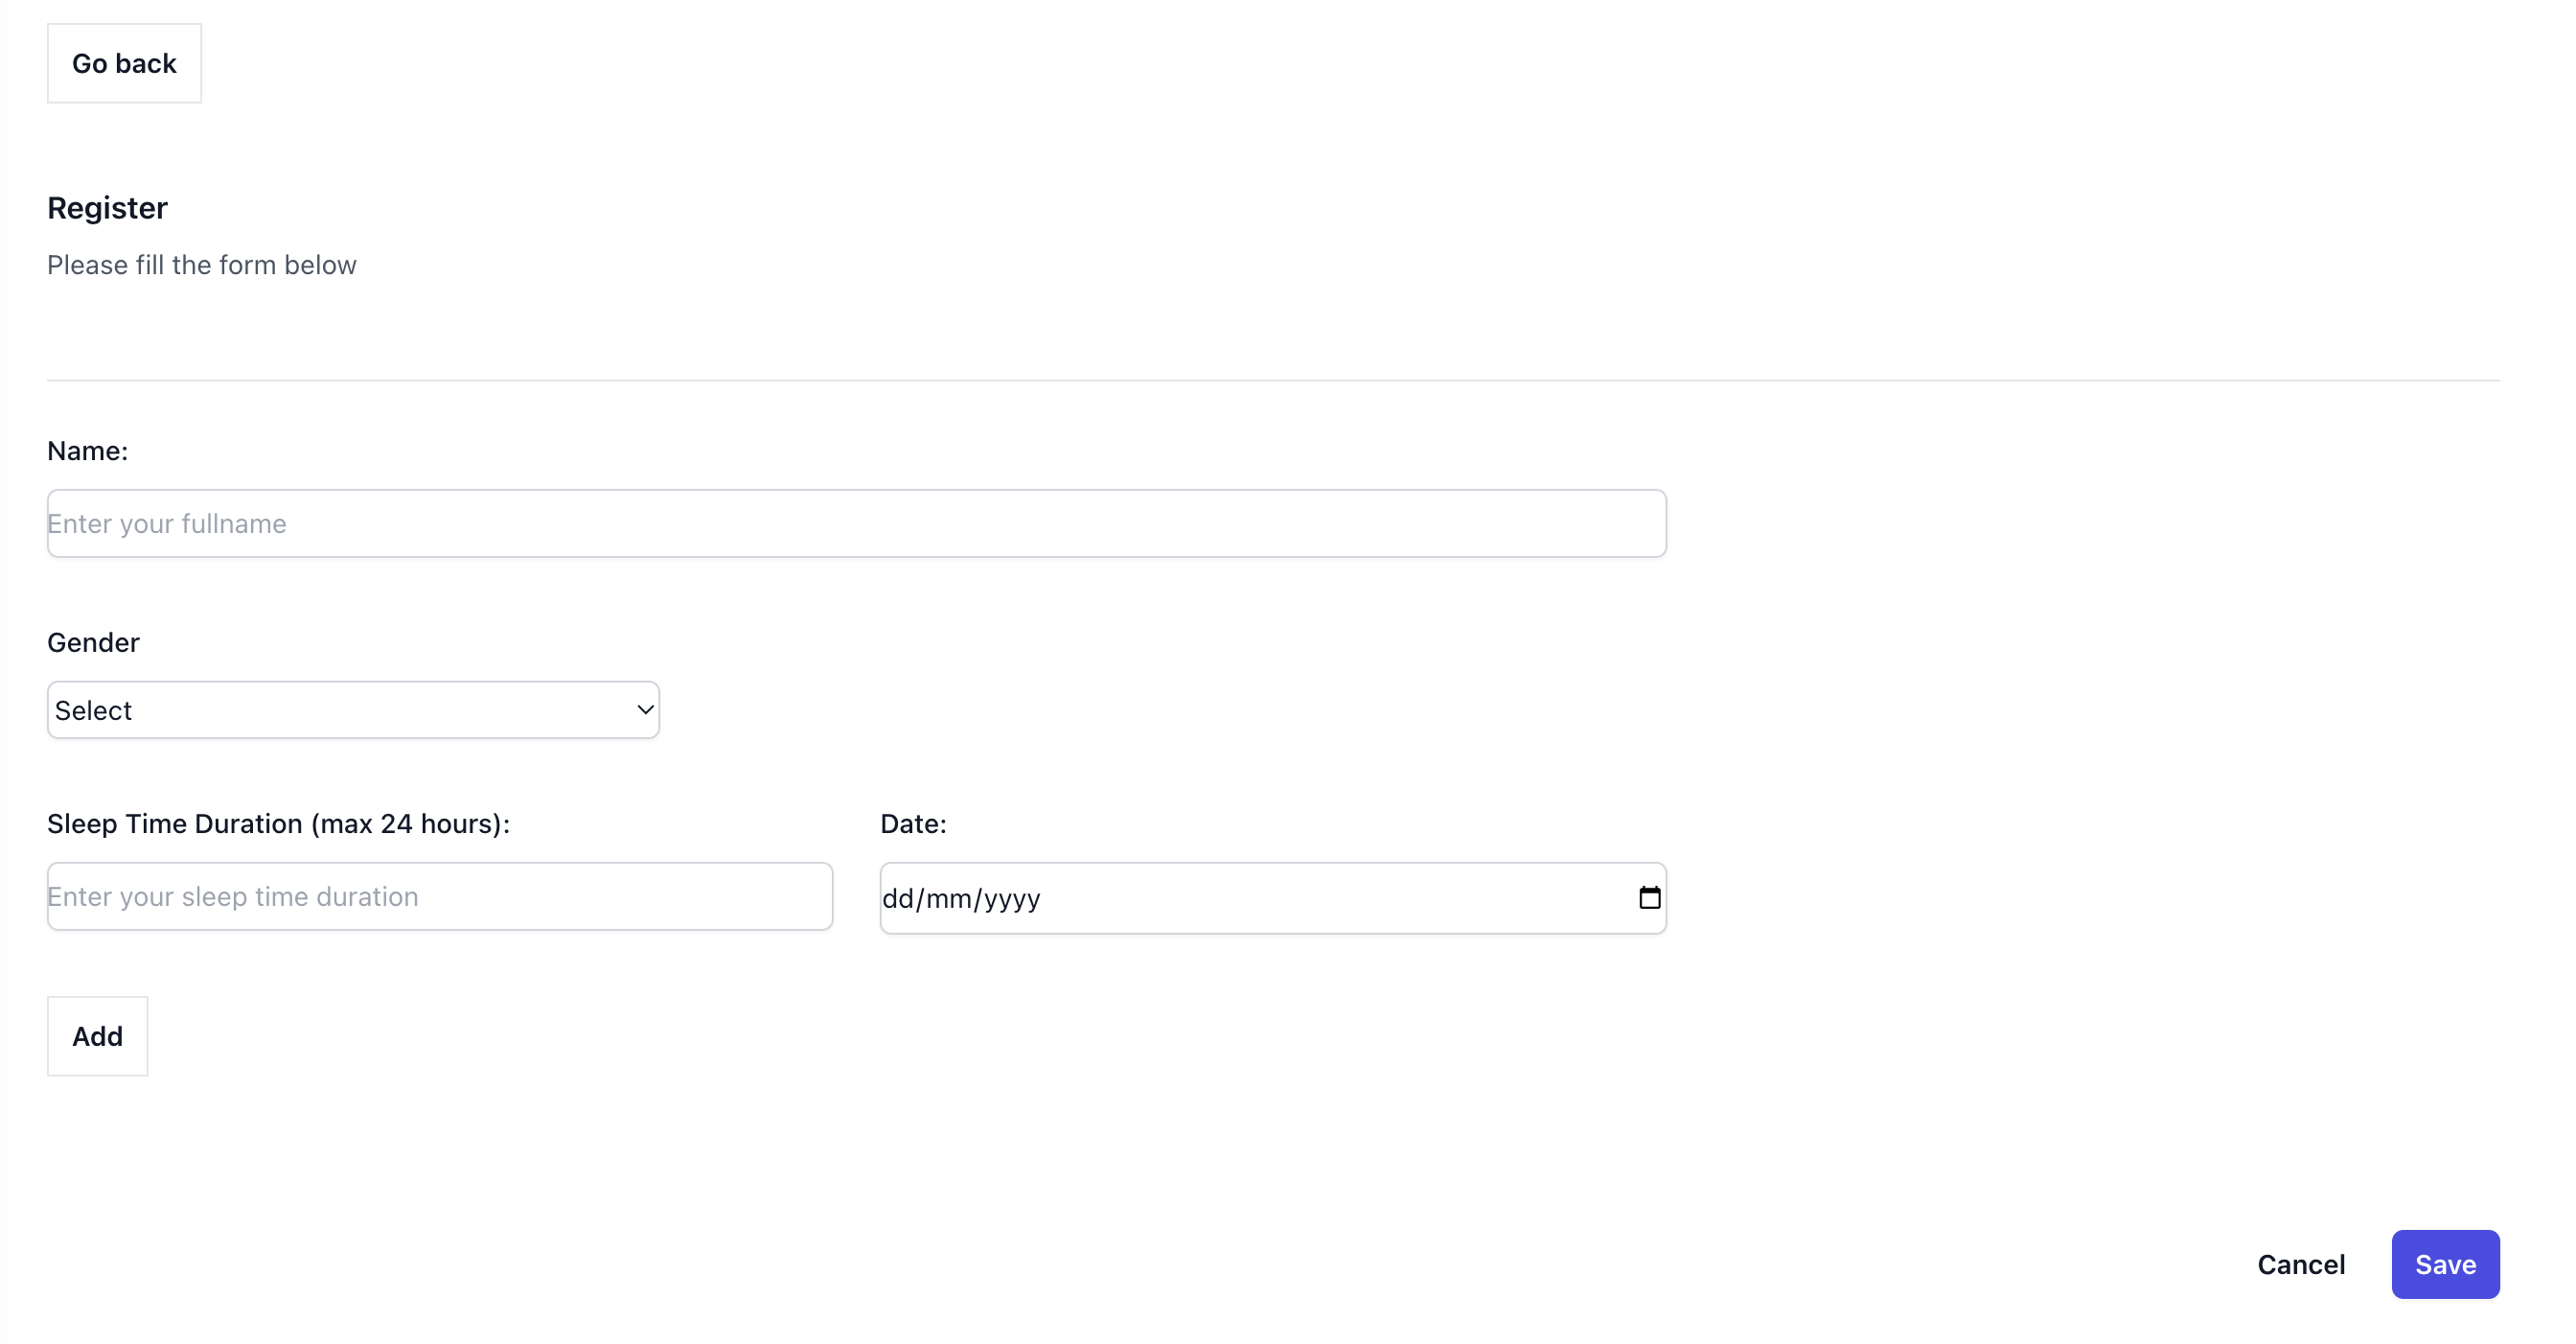 Go back
Register
Please fill the form below
Name:
Enter your fullname
Gender
Select
Sleep Time Duration (max 24 hours):
Date:
Enter your sleep time duration
dd/mm/yyyy
Add
Cancel
Save